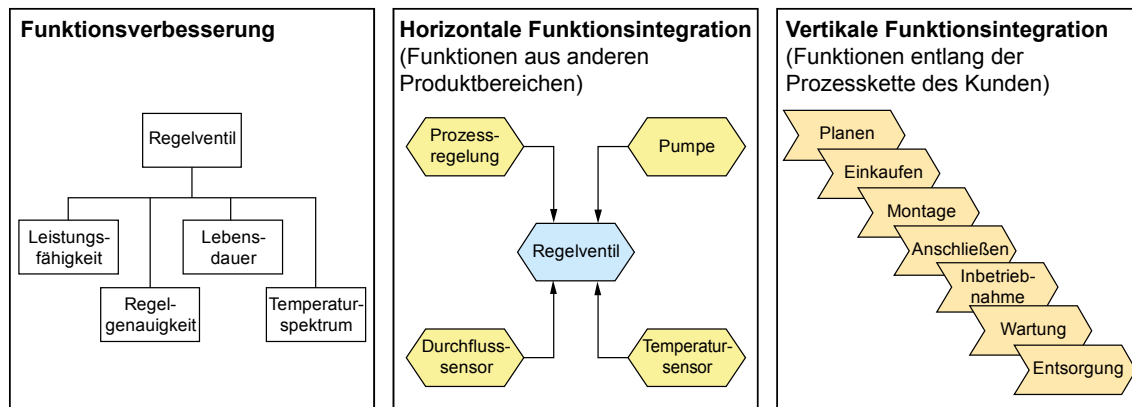 Funktionsverbesserung
Regelventil
Leistungs-
fähigkeit
Lebens-
dauer
Regel-
genauigkeit
Temperatur-
spektrum
Horizontale Funktionsintegration
(Funktionen aus anderen
Produktbereichen)
Prozess-
regelung
Pumpe
Regelventil
Durchfluss-
sensor
Temperatur-
sensor
Vertikale Funktionsintegration
(Funktionen entlang der
Prozesskette des Kunden)
Planen
Einkaufen
Montage
Anschließen
Inbetrieb-
nahme
Wartung
Entsorgung